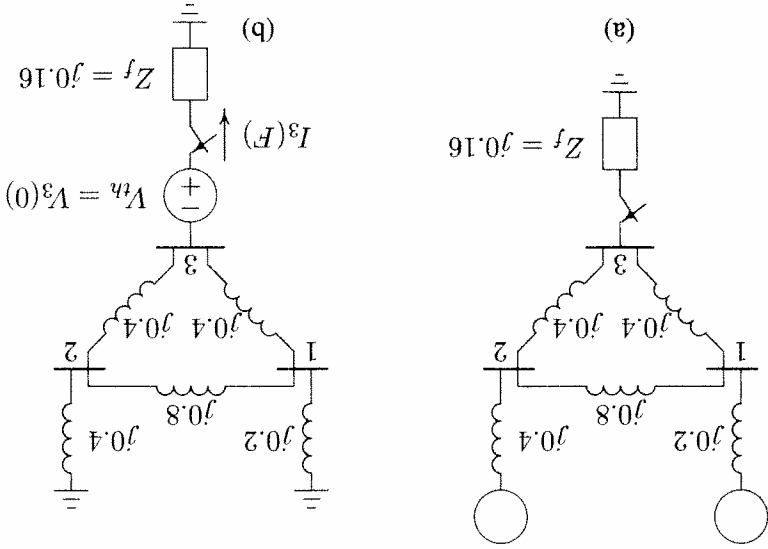 j0.2
j0.4
j0.8
1
2
j0.4
j0.4
3
Z_f = j0.16
(a)
j0.2
j0.4
j0.8
1
2
j0.4
j0.4
3
−
+
V_th = V_3(0)
I_3(F)
Z_f = j0.16
(b)